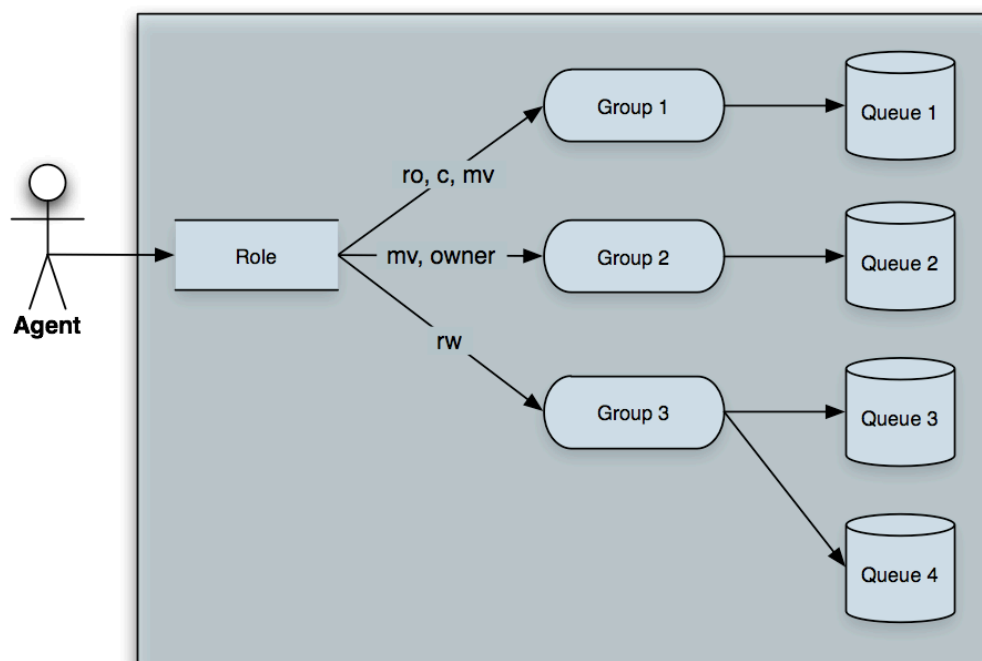 Group 1
Queue 1
ro, c, mv
Role
mv, owner
Group 2
Queue 2
Agent
rw
Group 3
Queue 3
Queue 4